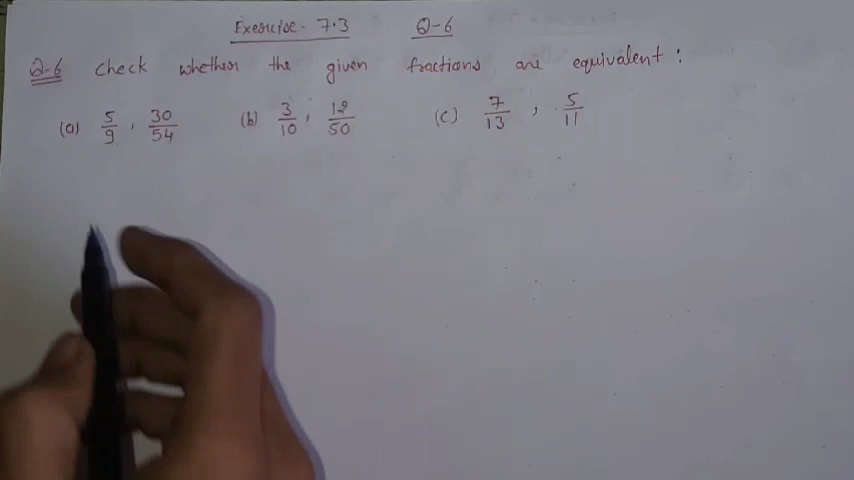 Exercise - 7.3 Q-6
Q-6 Check whether the given fractions are equivalent :
(a) 5/9 , 30/54 (b) 3/10 , 12/50 (c) 7/13 , 5/11